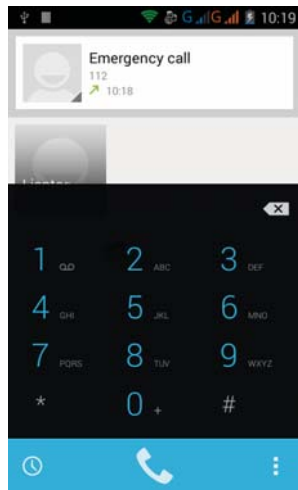 G G 10:19
Emergency call
112
10:18
1 2 ABC 3 DEF
4 GHI 5 JKL 6 MNO
7 PQRS 8 TUV 9 WXYZ
* 0 + #